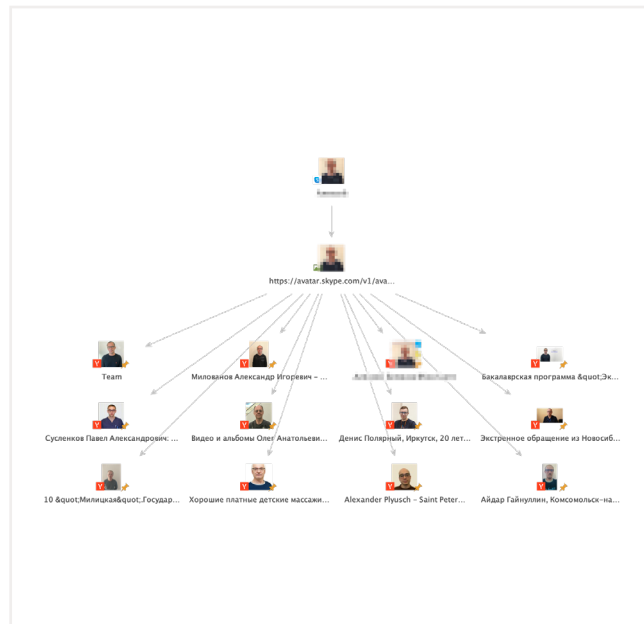 https://avatar.skype.com/v1/ava...
Team
Милованов Александр Игоревич – ...
Бакалаврская программа &quot;Эк...
Сусленков Павел Александрович: ...
Видео и альбомы Олег Анатольеви...
Денис Полярный, Иркутск, 20 лет...
Экстренное обращение из Новосиб...
10 &quot;Милицкая&quot;,Государ...
Хорошие платные детские массажи...
Alexander Plyusch – Saint Peter...
Айдар Гайнуллин, Комсомольск-на...